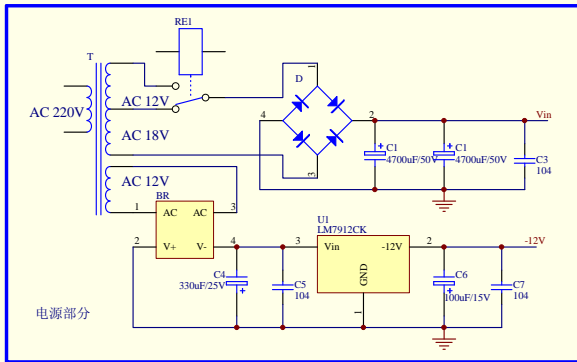 RE1
T
D
1
AC 12V
AC 220V
4
2
Vin
AC 18V
C1
4700uF/50V
C1
4700uF/50V
C3
104
3
AC 12V
BR
U1
LM7912CK
1
AC
AC
3
2
V+
V-
4
3
Vin
-12V
2
-12V
GND
1
C4
330uF/25V
C5
104
C6
100uF/15V
C7
104
电源部分